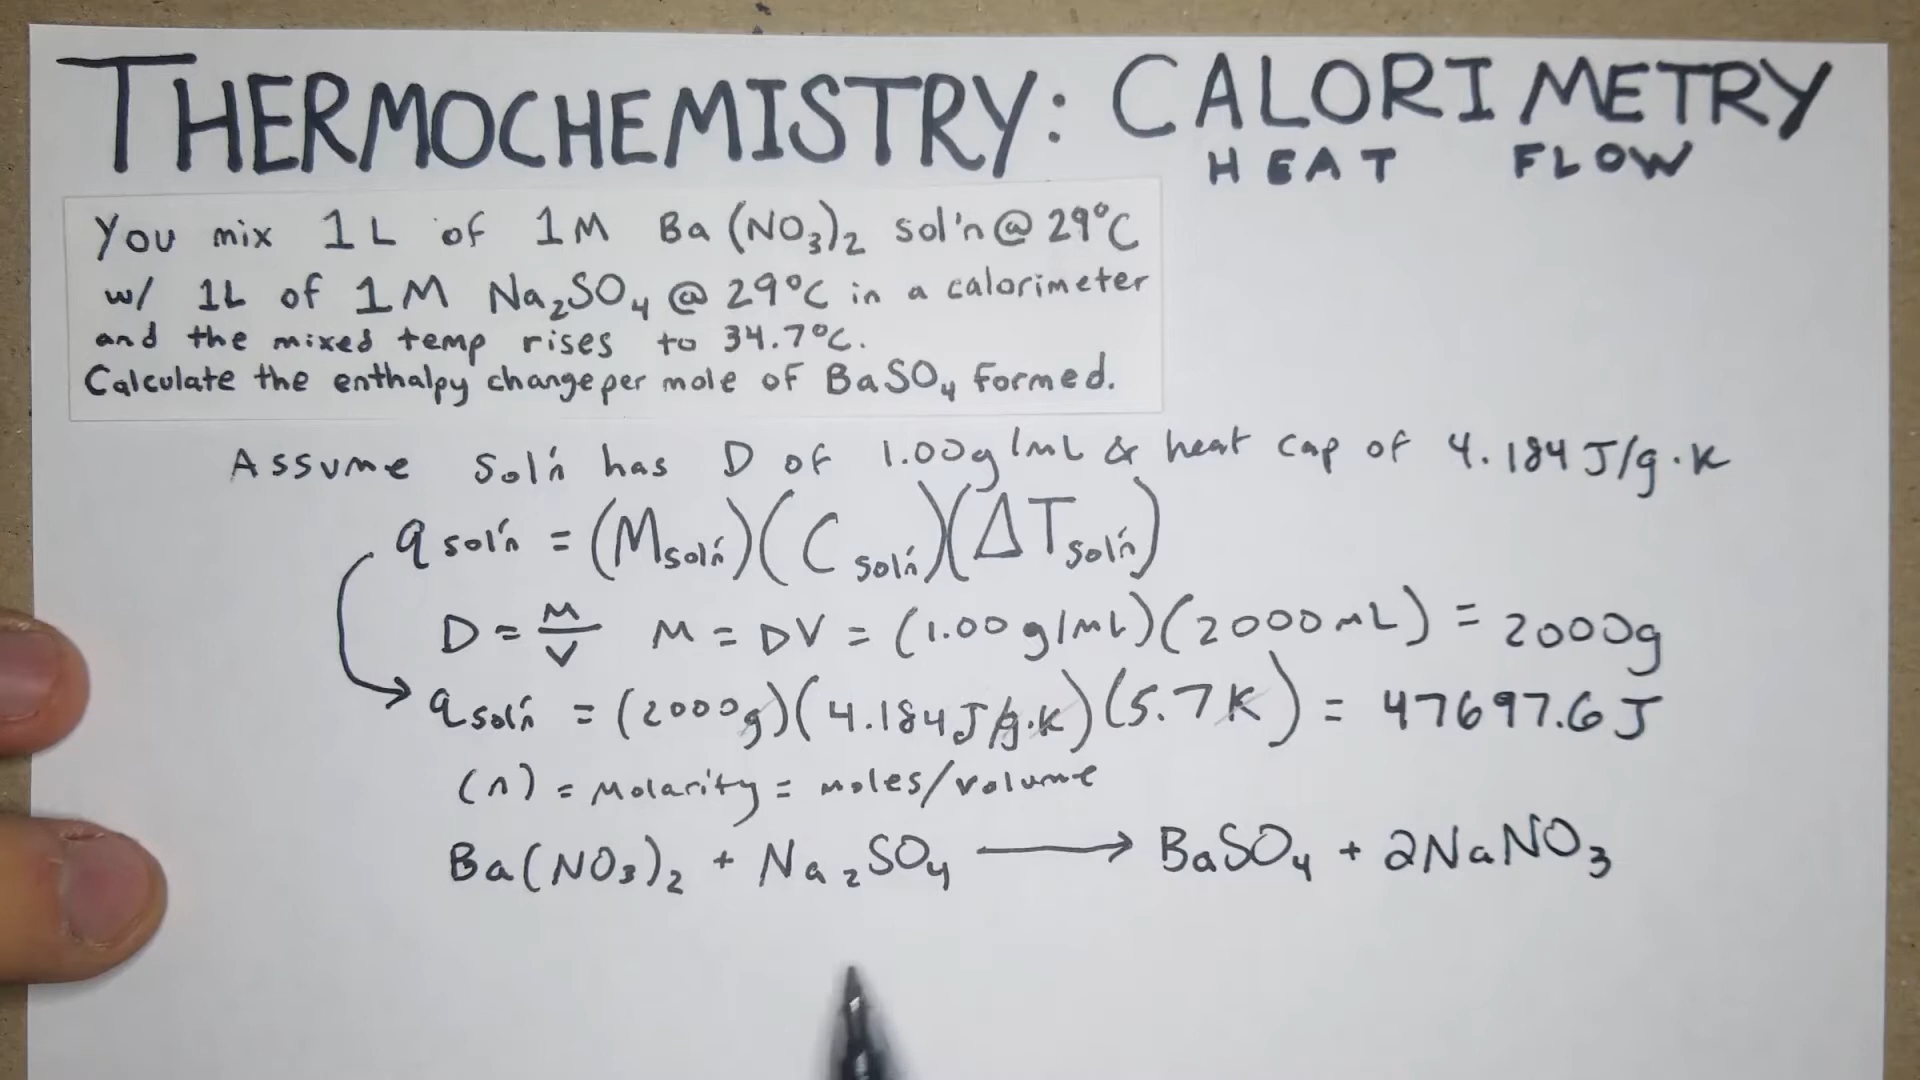 THERMOCHEMISTRY: CALORIMETRY
HEAT FLOW
You mix 1L of 1M Ba(NO₃)₂ sol'n @ 29°C
w/ 1L of 1M Na₂SO₄ @ 29°C in a calorimeter
and the mixed temp rises to 34.7°C.
Calculate the enthalpy change per mole of BaSO₄ formed.
Assume sol'n has D of 1.00g/mL & heat cap of 4.184 J/g·K
q sol'n = (M sol'n)(C sol'n)(ΔT sol'n)
D = M/V M = DV = (1.00 g/mL)(2000mL) = 2000g
q sol'n = (2000g)(4.184J/g·K)(5.7K) = 47697.6 J
(n) = Molarity = moles/volume
Ba(NO₃)₂ + Na₂SO₄ → BaSO₄ + 2NaNO₃